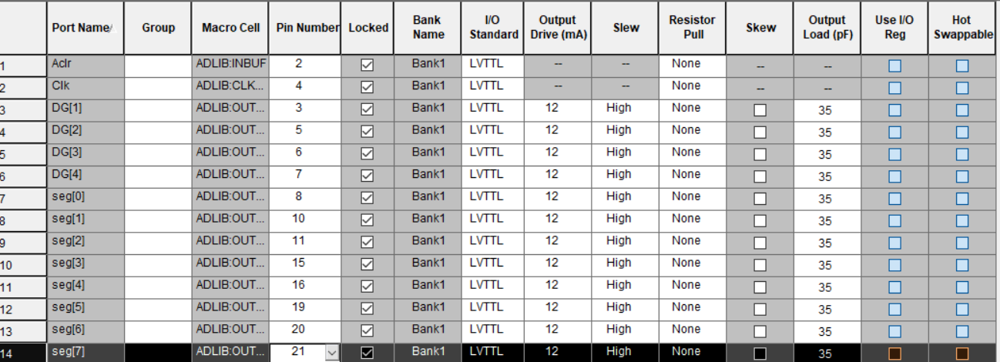 Port Name Group Macro Cell Pin Number Locked Bank Name I/O Standard Output Drive (mA) Slew Resistor Pull Skew Output Load (pF) Use I/O Reg Hot Swappable
1 Aclr ADLIB:INBUF 2 Bank1 LVTTL -- -- None -- --
2 Clk ADLIB:CLK... 4 Bank1 LVTTL -- -- None -- --
3 DG[1] ADLIB:OUT... 3 Bank1 LVTTL 12 High None 35
4 DG[2] ADLIB:OUT... 5 Bank1 LVTTL 12 High None 35
5 DG[3] ADLIB:OUT... 6 Bank1 LVTTL 12 High None 35
6 DG[4] ADLIB:OUT... 7 Bank1 LVTTL 12 High None 35
7 seg[0] ADLIB:OUT... 8 Bank1 LVTTL 12 High None 35
8 seg[1] ADLIB:OUT... 10 Bank1 LVTTL 12 High None 35
9 seg[2] ADLIB:OUT... 11 Bank1 LVTTL 12 High None 35
10 seg[3] ADLIB:OUT... 15 Bank1 LVTTL 12 High None 35
11 seg[4] ADLIB:OUT... 16 Bank1 LVTTL 12 High None 35
12 seg[5] ADLIB:OUT... 19 Bank1 LVTTL 12 High None 35
13 seg[6] ADLIB:OUT... 20 Bank1 LVTTL 12 High None 35
14 seg[7] ADLIB:OUT... 21 Bank1 LVTTL 12 High None 35